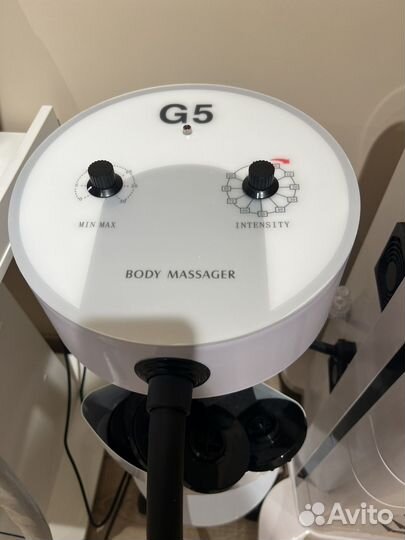 G5
MIN MAX
INTENSITY
BODY MASSAGER
Avito